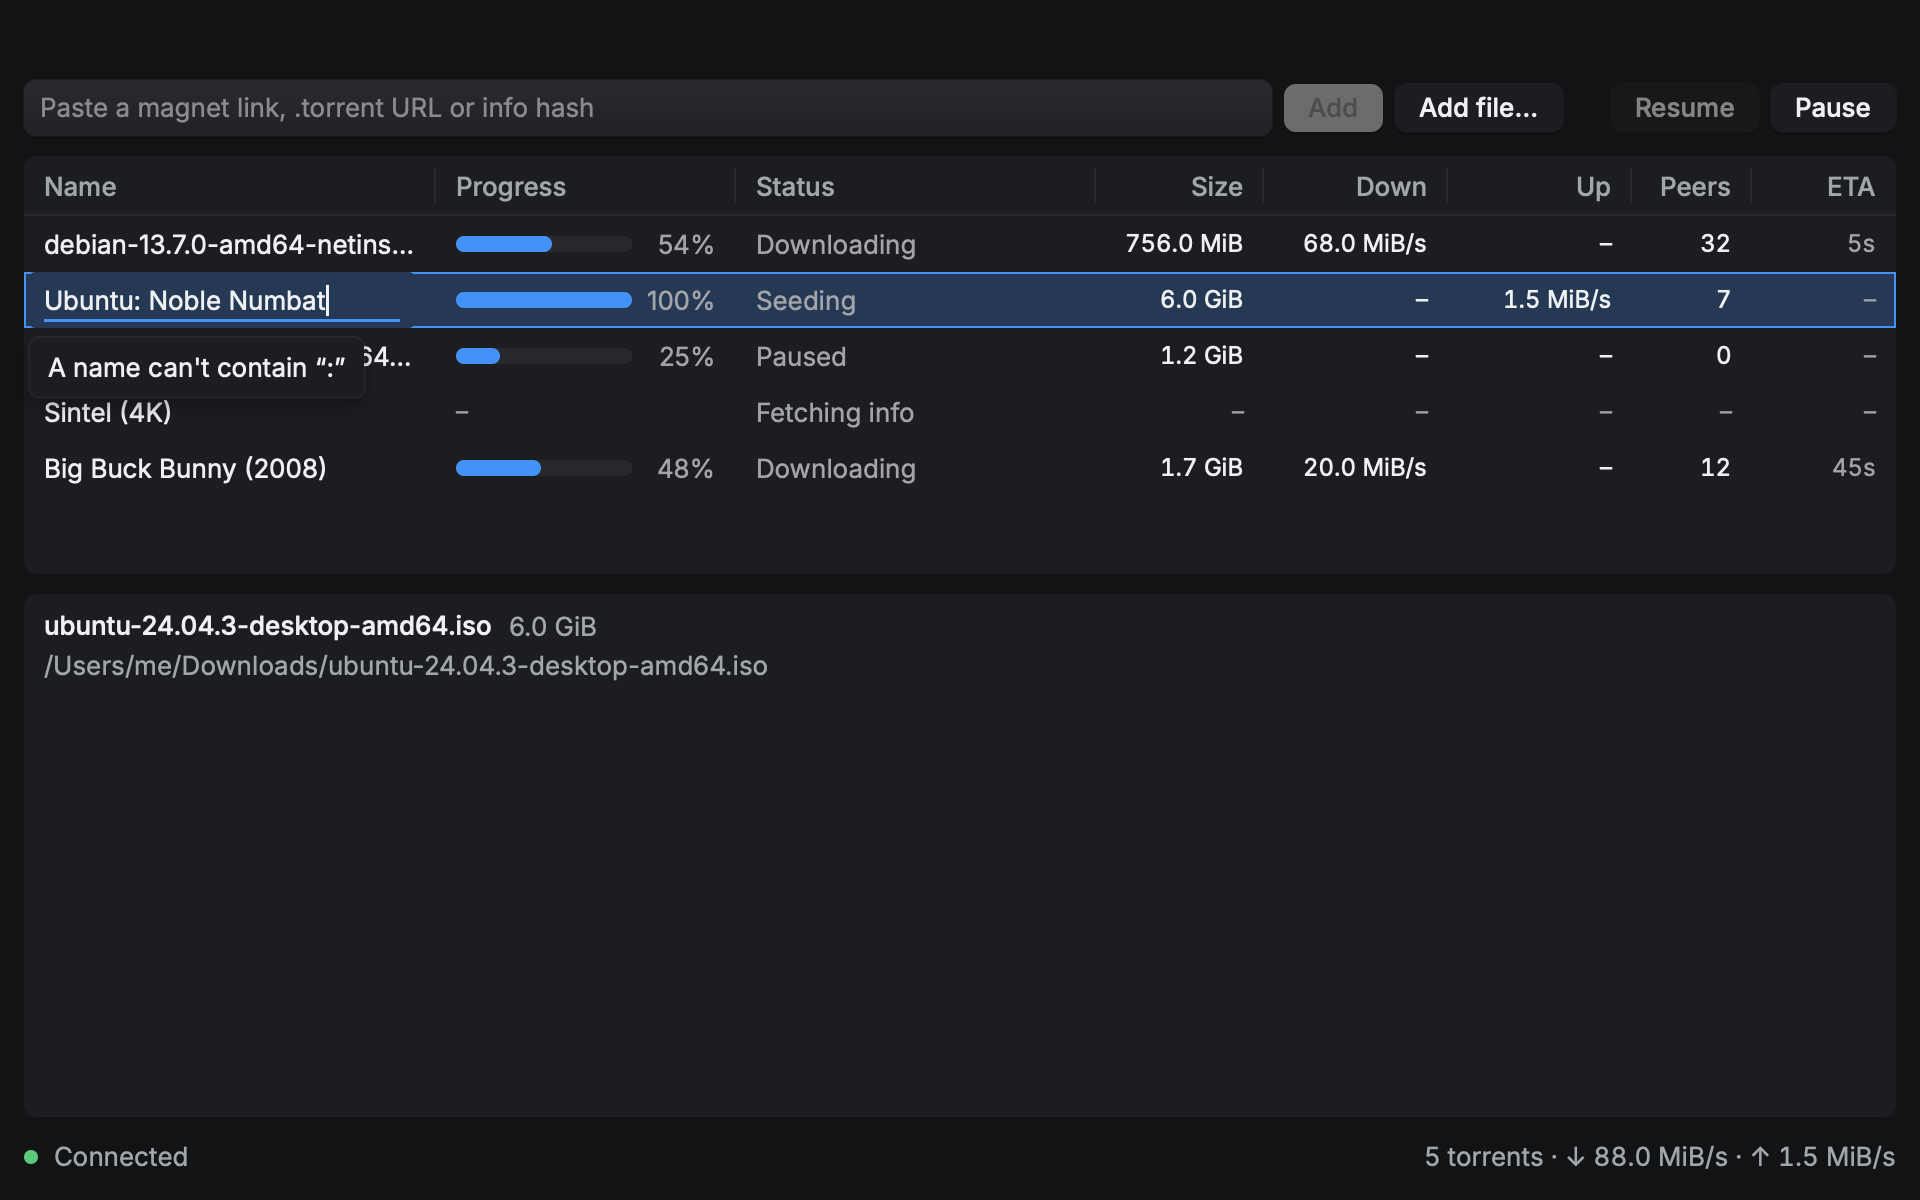 Paste a magnet link, .torrent URL or info hash Add Add file... Resume Pause
Name Progress Status Size Down Up Peers ETA
debian-13.7.0-amd64-netins... 54% Downloading 756.0 MiB 68.0 MiB/s – 32 5s
Ubuntu: Noble Numbat 100% Seeding 6.0 GiB – 1.5 MiB/s 7 –
64... 25% Paused 1.2 GiB – – 0 –
A name can't contain “:”
Sintel (4K) – Fetching info – – – – –
Big Buck Bunny (2008) 48% Downloading 1.7 GiB 20.0 MiB/s – 12 45s
ubuntu-24.04.3-desktop-amd64.iso 6.0 GiB
/Users/me/Downloads/ubuntu-24.04.3-desktop-amd64.iso
Connected 5 torrents · ↓ 88.0 MiB/s · ↑ 1.5 MiB/s